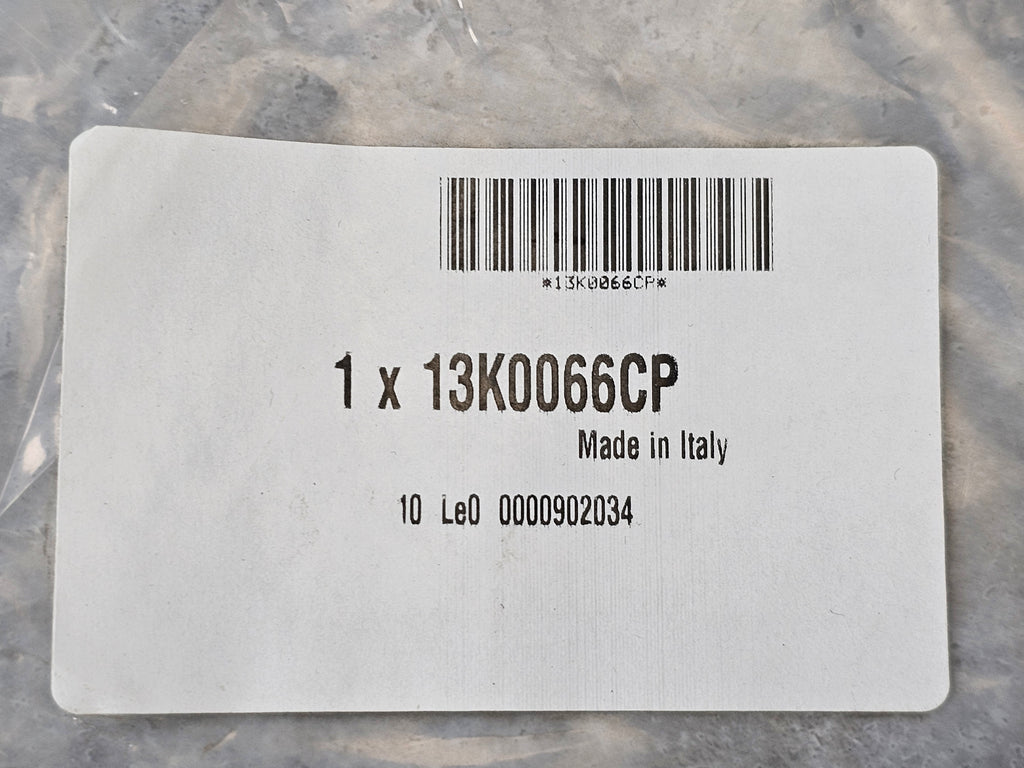 *13K0066CP*
1 x 13K0066CP
Made in Italy
10 Le0 0000902034